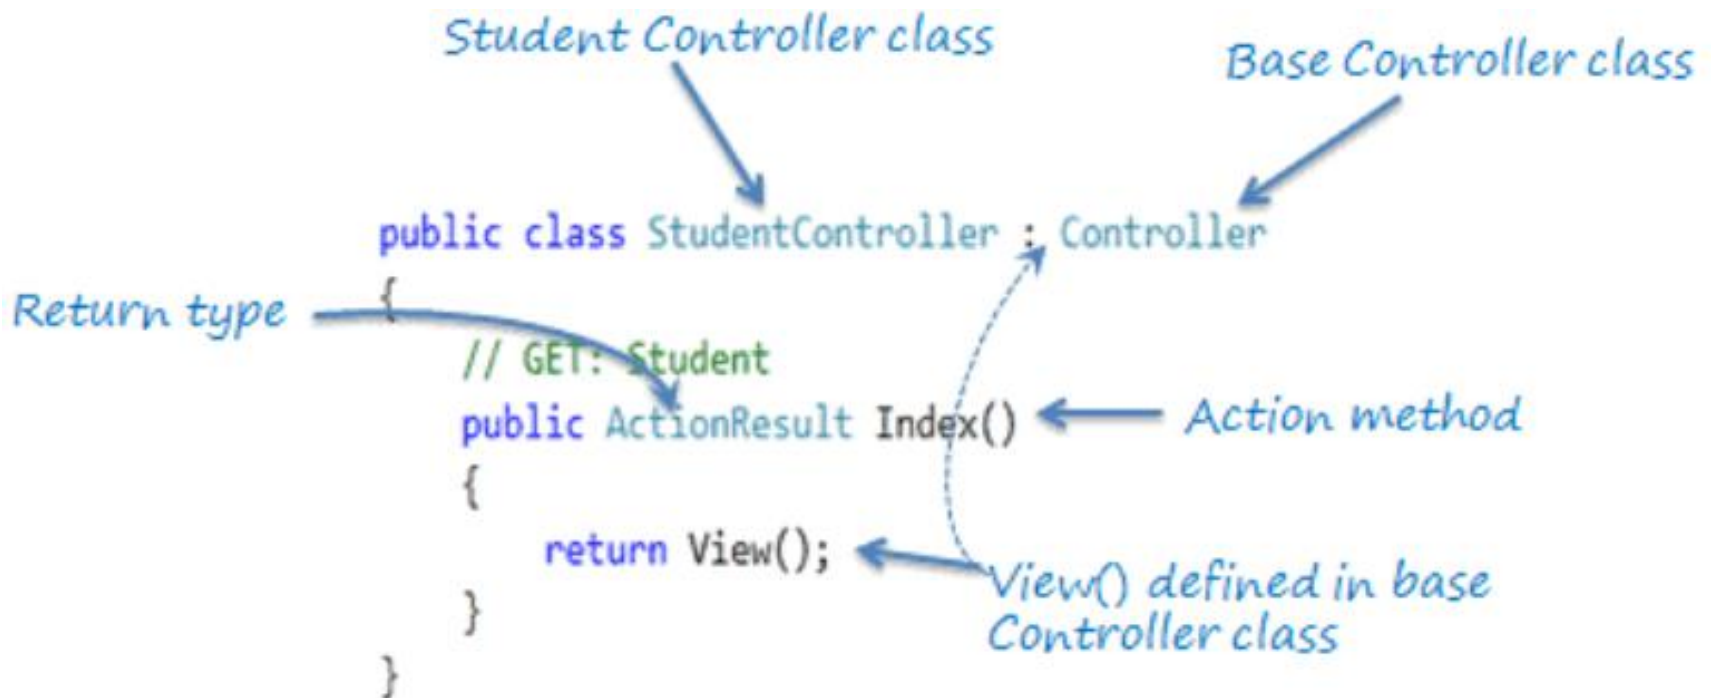 Student Controller class
Base Controller class
public class StudentController : Controller
{
Return type
// GET: Student
public ActionResult Index()
Action method
{
return View();
View() defined in base
Controller class
}
}